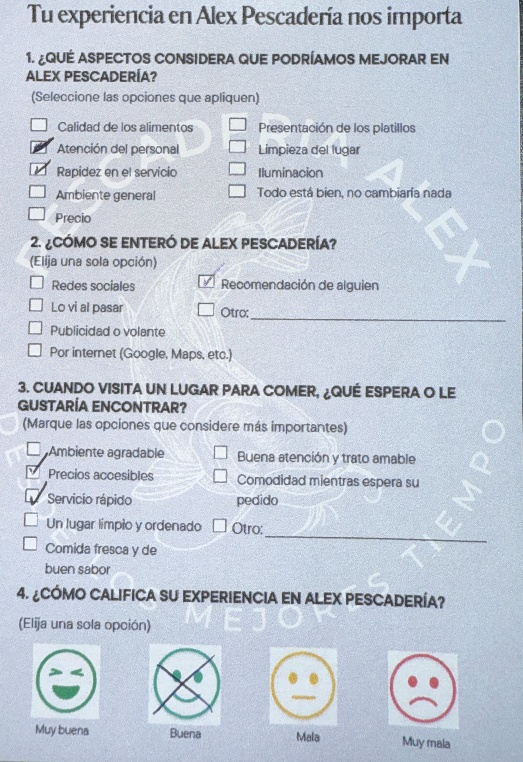 Tu experiencia en Alex Pescadería nos importa
1. ¿QUÉ ASPECTOS CONSIDERA QUE PODRÍAMOS MEJORAR EN
ALEX PESCADERÍA?
(Seleccione las opciones que apliquen)
Calidad de los alimentos
Atención del personal
Rapidez en el servicio
Ambiente general
Precio
Presentación de los platillos
Limpieza del lugar
Iluminacion
Todo está bien, no cambiaría nada
2. ¿CÓMO SE ENTERÓ DE ALEX PESCADERÍA?
(Elija una sola opción)
Redes sociales
Lo vi al pasar
Publicidad o volante
Por internet (Google, Maps, etc.)
Recomendación de alguien
Otro:
3. CUANDO VISITA UN LUGAR PARA COMER, ¿QUÉ ESPERA O LE
GUSTARÍA ENCONTRAR?
(Marque las opciones que considere más importantes)
Ambiente agradable
Precios accesibles
Servicio rápido
Un lugar limpio y ordenado
Comida fresca y de
buen sabor
Buena atención y trato amable
Comodidad mientras espera su
pedido
Otro:
4. ¿CÓMO CALIFICA SU EXPERIENCIA EN ALEX PESCADERÍA?
(Elija una sola opción)
Muy buena
Buena
Mala
Muy mala
PESCADERIA ALEX
DESDE LOS MEJORES TIEMPO